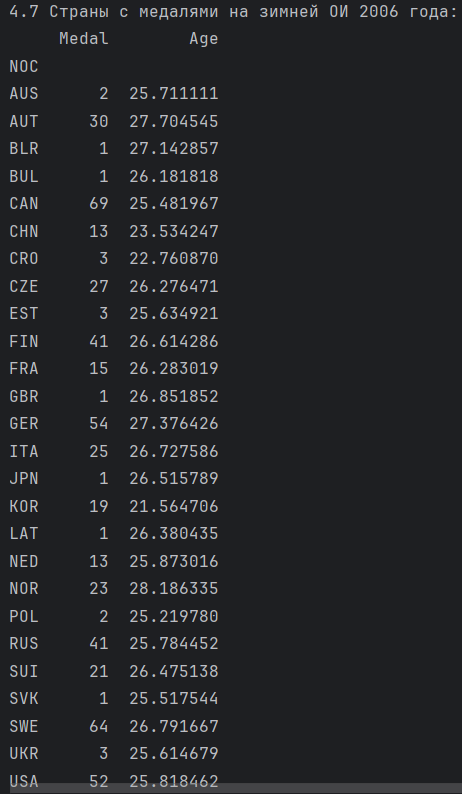 4.7 Страны с медалями на зимней ОИ 2006 года:
Medal Age
NOC
AUS 2 25.711111
AUT 30 27.704545
BLR 1 27.142857
BUL 1 26.181818
CAN 69 25.481967
CHN 13 23.534247
CRO 3 22.760870
CZE 27 26.276471
EST 3 25.634921
FIN 41 26.614286
FRA 15 26.283019
GBR 1 26.851852
GER 54 27.376426
ITA 25 26.727586
JPN 1 26.515789
KOR 19 21.564706
LAT 1 26.380435
NED 13 25.873016
NOR 23 28.186335
POL 2 25.219780
RUS 41 25.784452
SUI 21 26.475138
SVK 1 25.517544
SWE 64 26.791667
UKR 3 25.614679
USA 52 25.818462